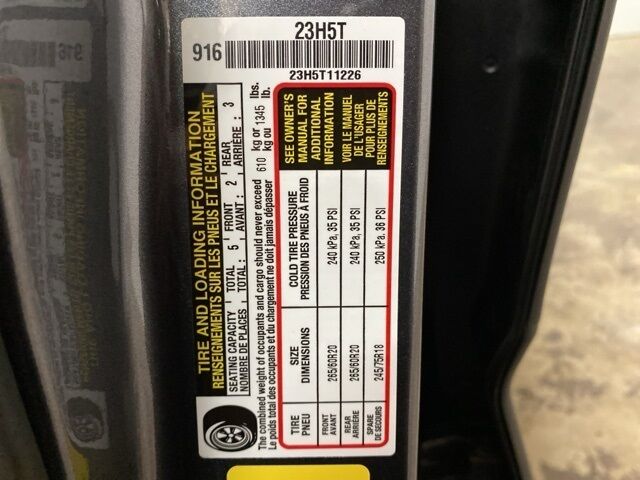 23H5T
916
23H5T11226
TIRE AND LOADING INFORMATION
RENSEIGNEMENTS SUR LES PNEUS ET LE CHARGEMENT
SEATING CAPACITY TOTAL : 5 FRONT : 2 REAR : 3
NOMBRE DE PLACES TOTAL : AVANT : ARRIÈRE :
The combined weight of occupants and cargo should never exceed 610 kg or 1345 lbs.
Le poids total des occupants et du chargement ne doit jamais dépasser kg ou lb.
TIRE
PNEU
SIZE
DIMENSIONS
COLD TIRE PRESSURE
PRESSION DES PNEUS À FROID
SEE OWNER'S
MANUAL FOR
ADDITIONAL
INFORMATION
FRONT
AVANT
265/60R20
240 kPa, 35 PSI
REAR
ARRIÈRE
265/60R20
240 kPa, 35 PSI
SPARE
DE SECOURS
245/75R18
250 kPa, 36 PSI
VOIR LE MANUEL
DE L'USAGER
POUR PLUS DE
RENSEIGNEMENTS